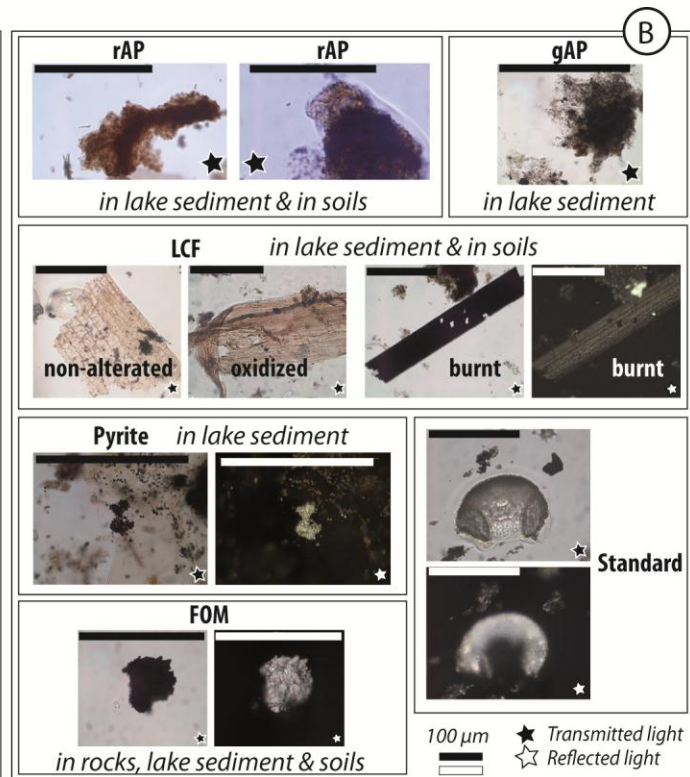 B
rAP
rAP
in lake sediment & in soils
gAP
in lake sediment
LCF in lake sediment & in soils
non-alterated
oxidized
burnt
burnt
Pyrite in lake sediment
Standard
FOM
in rocks, lake sediment & soils
100 µm
Transmitted light
Reflected light